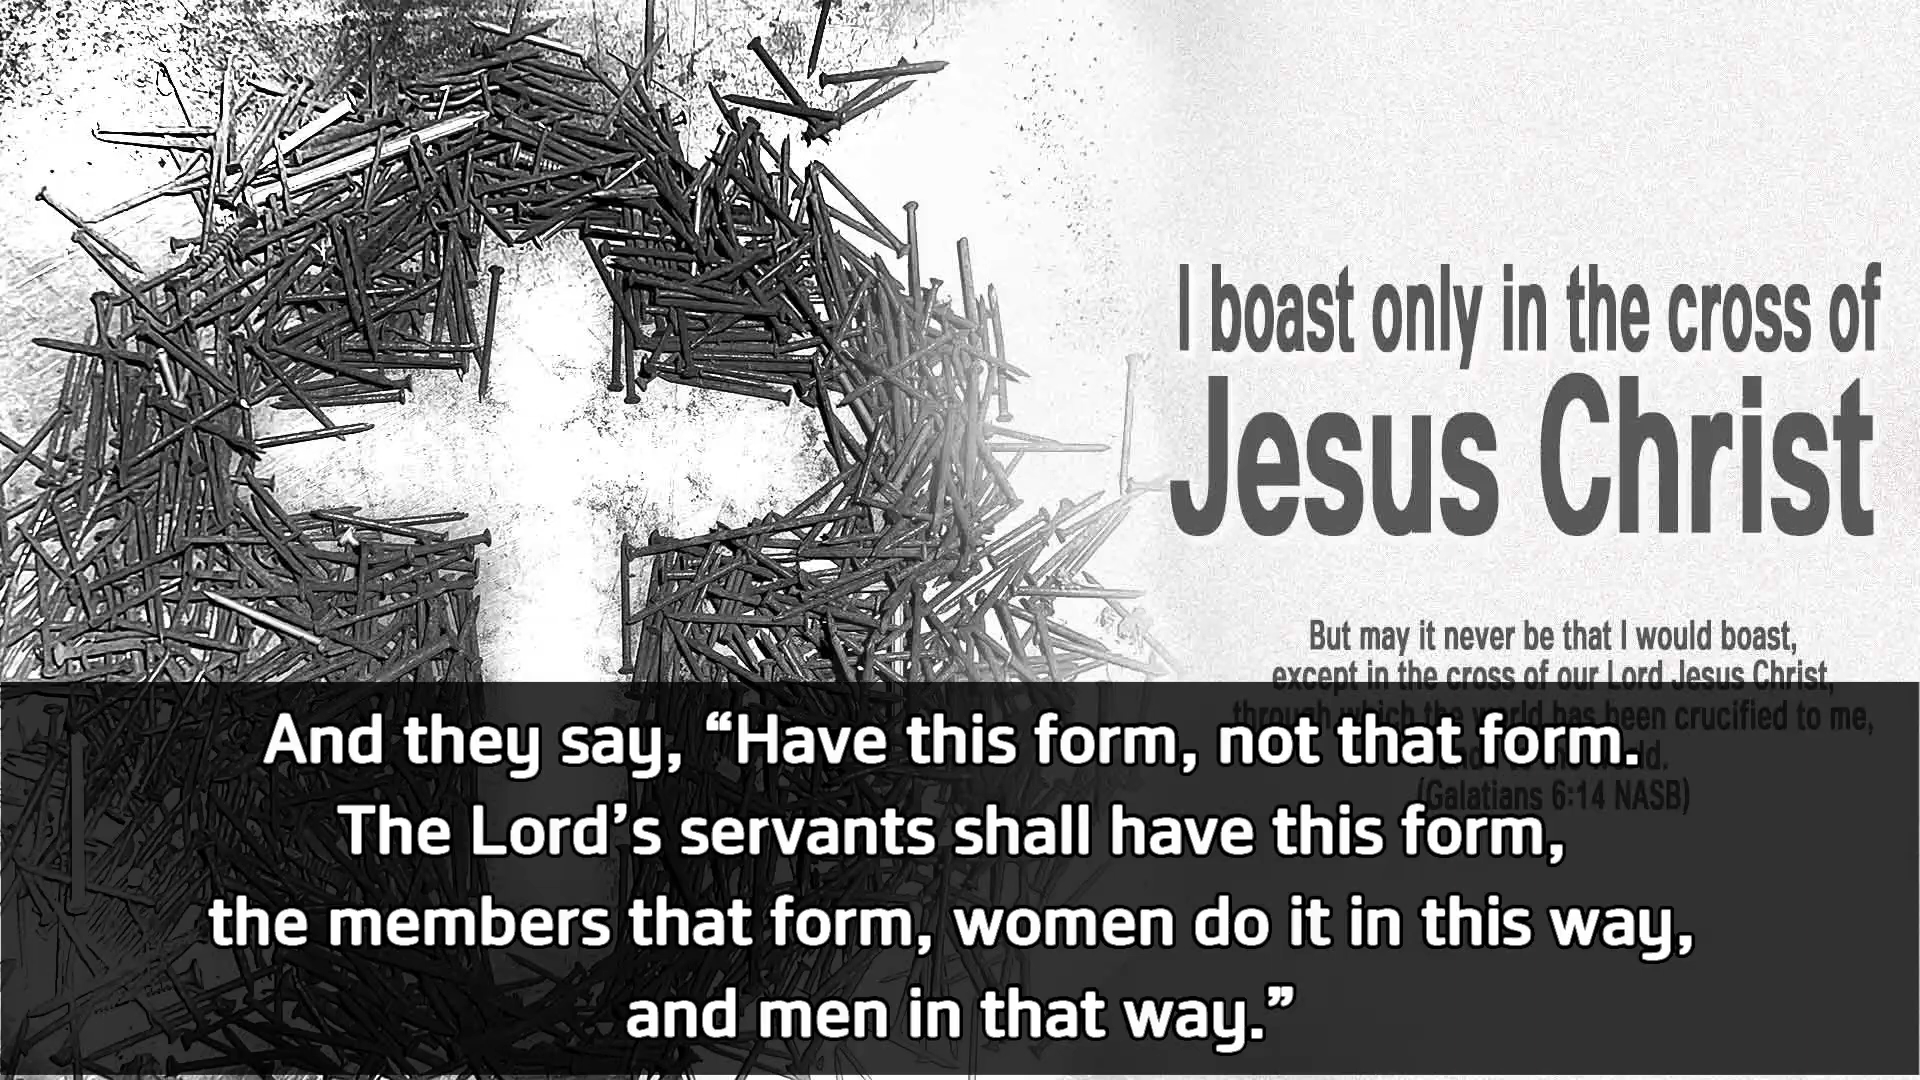 I boast only in the cross of
Jesus Christ
But may it never be that I would boast,
except in the cross of our Lord Jesus Christ,
through which the world has been crucified to me,
(Galatians 6:14 NASB)
And they say, “Have this form, not that form.
The Lord’s servants shall have this form,
the members that form, women do it in this way,
and men in that way.”